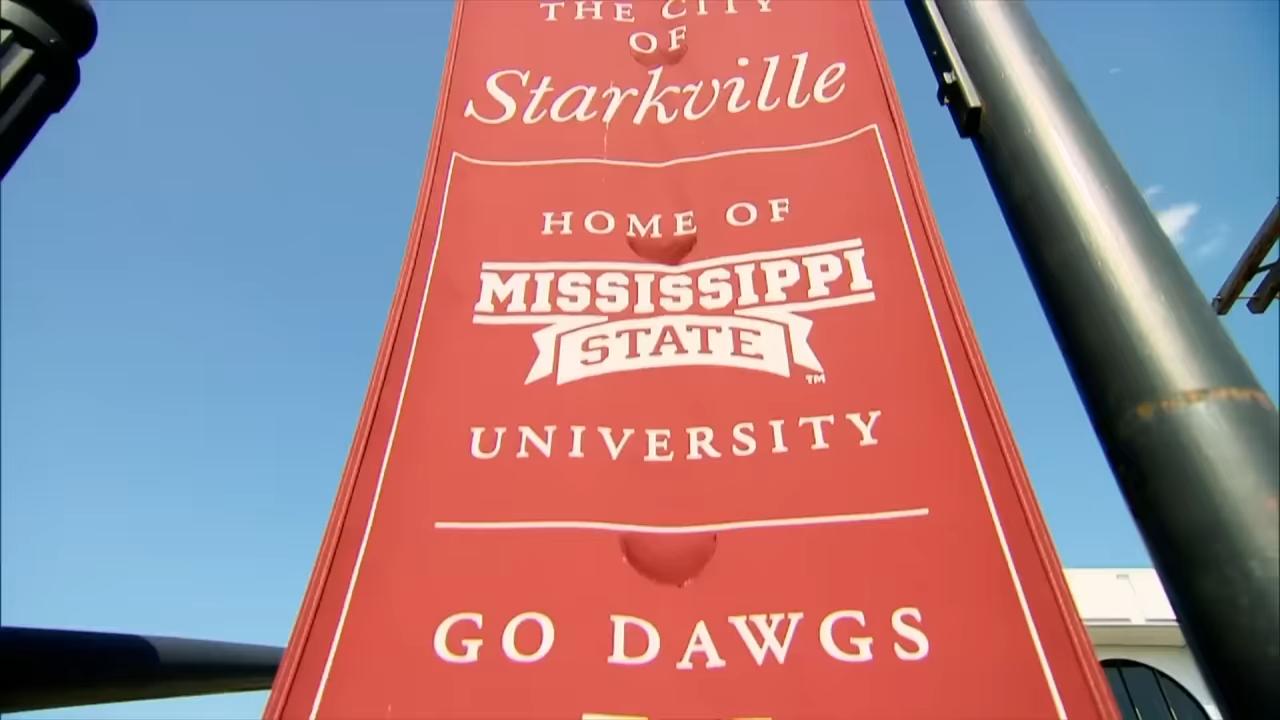 THE CITY
OF
Starkville
HOME OF
MISSISSIPPI
STATE
TM
UNIVERSITY
GO DAWGS